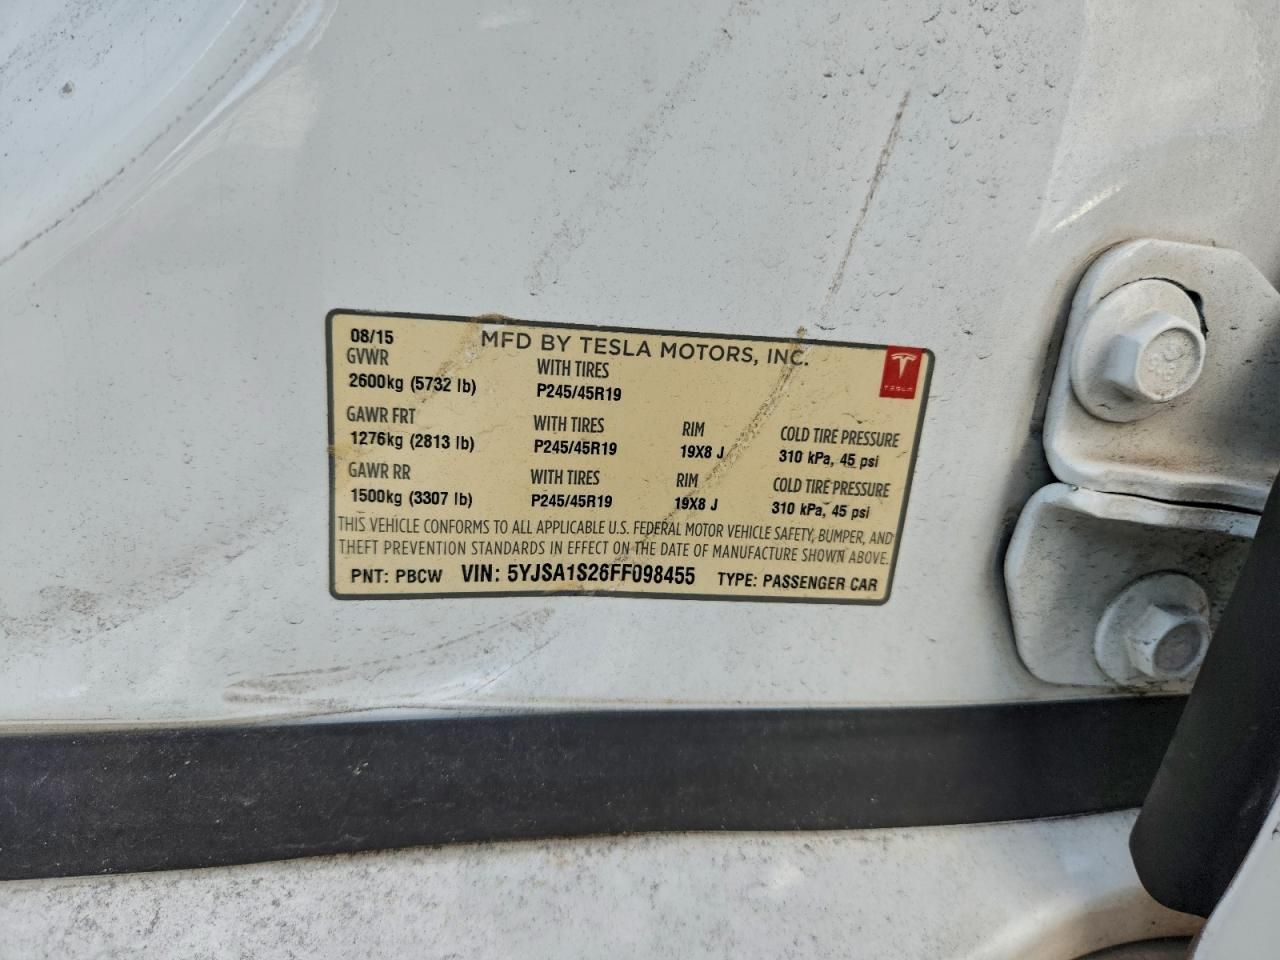 08/15 MFD BY TESLA MOTORS, INC.
GVWR WITH TIRES
2600kg (5732 lb) P245/45R19
TESLA
GAWR FRT WITH TIRES RIM COLD TIRE PRESSURE
1276kg (2813 lb) P245/45R19 19X8 J 310 kPa, 45 psi
GAWR RR WITH TIRES RIM COLD TIRE PRESSURE
1500kg (3307 lb) P245/45R19 19X8 J 310 kPa, 45 psi
THIS VEHICLE CONFORMS TO ALL APPLICABLE U.S. FEDERAL MOTOR VEHICLE SAFETY, BUMPER, AND
THEFT PREVENTION STANDARDS IN EFFECT ON THE DATE OF MANUFACTURE SHOWN ABOVE.
PNT: PBCW VIN: 5YJSA1S26FF098455 TYPE: PASSENGER CAR